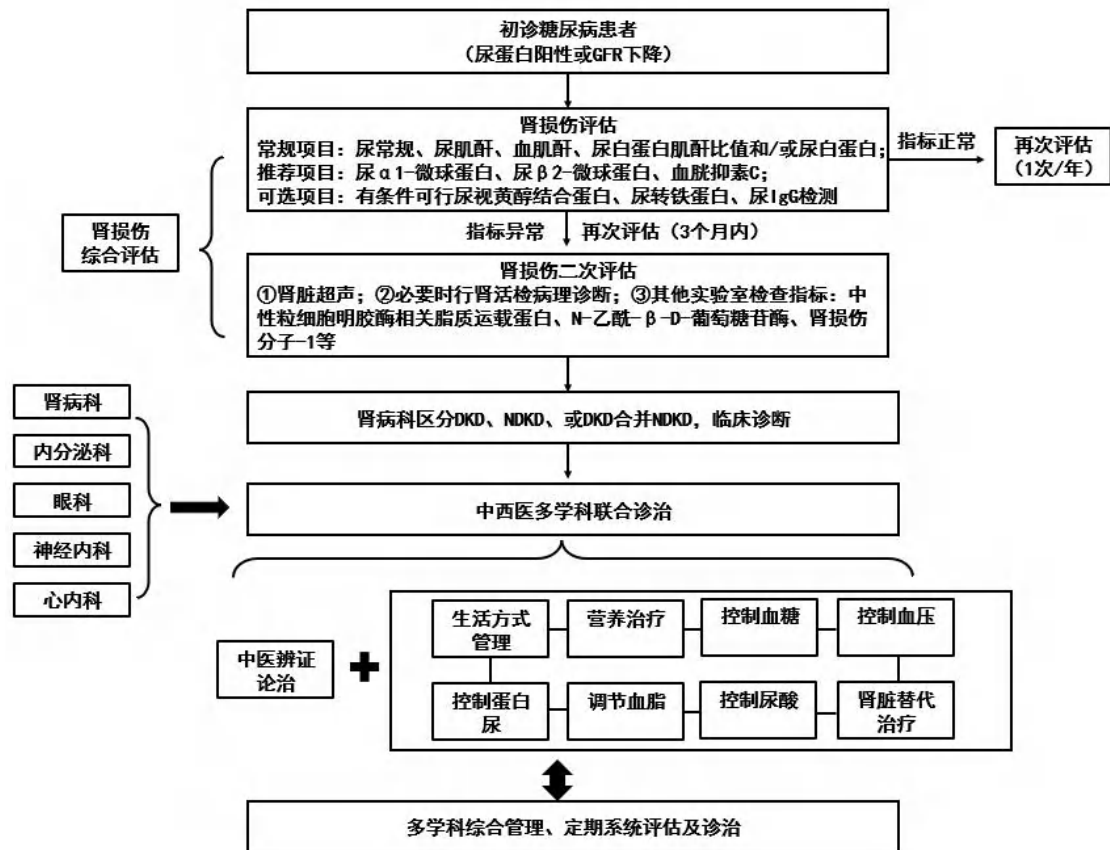 初诊糖尿病患者
(尿蛋白阳性或GFR下降)
肾损伤评估
常规项目：尿常规、尿肌酐、血肌酐、尿白蛋白肌酐比值和/或尿白蛋白；
推荐项目：尿α1-微球蛋白、尿β2-微球蛋白、血胱抑素C；
可选项目：有条件可行尿视黄醇结合蛋白、尿转铁蛋白、尿IgG检测
指标正常
再次评估
(1次/年)
肾损伤
综合评估
指标异常 再次评估（3个月内）
肾损伤二次评估
①肾脏超声；②必要时行肾活检病理诊断；③其他实验室检查指标：中
性粒细胞明胶酶相关脂质运载蛋白、N-乙酰-β-D-葡萄糖苷酶、肾损伤
分子-1等
肾病科
内分泌科
眼科
神经内科
心内科
肾病科区分DKD、NDKD、或DKD合并NDKD，临床诊断
中西医多学科联合诊治
中医辨证
论治
生活方式
管理
营养治疗
控制血糖
控制血压
控制蛋白
尿
调节血脂
控制尿酸
肾脏替代
治疗
多学科综合管理、定期系统评估及诊治